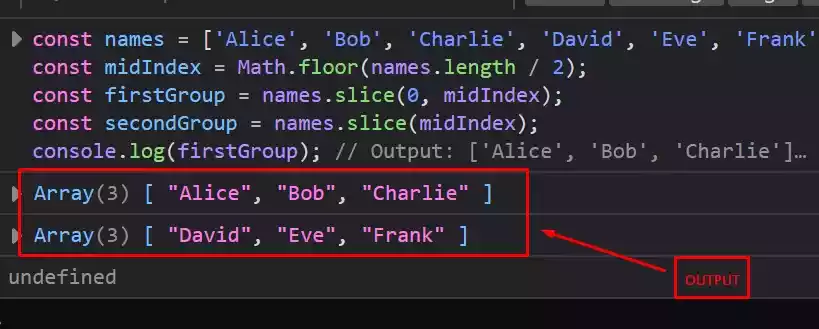 const names = ['Alice', 'Bob', 'Charlie', 'David', 'Eve', 'Frank'
const midIndex = Math.floor(names.length / 2);
const firstGroup = names.slice(0, midIndex);
const secondGroup = names.slice(midIndex);
console.log(firstGroup); // Output: ['Alice', 'Bob', 'Charlie']…
Array(3) [ "Alice", "Bob", "Charlie" ]
Array(3) [ "David", "Eve", "Frank" ]
undefined
OUTPUT